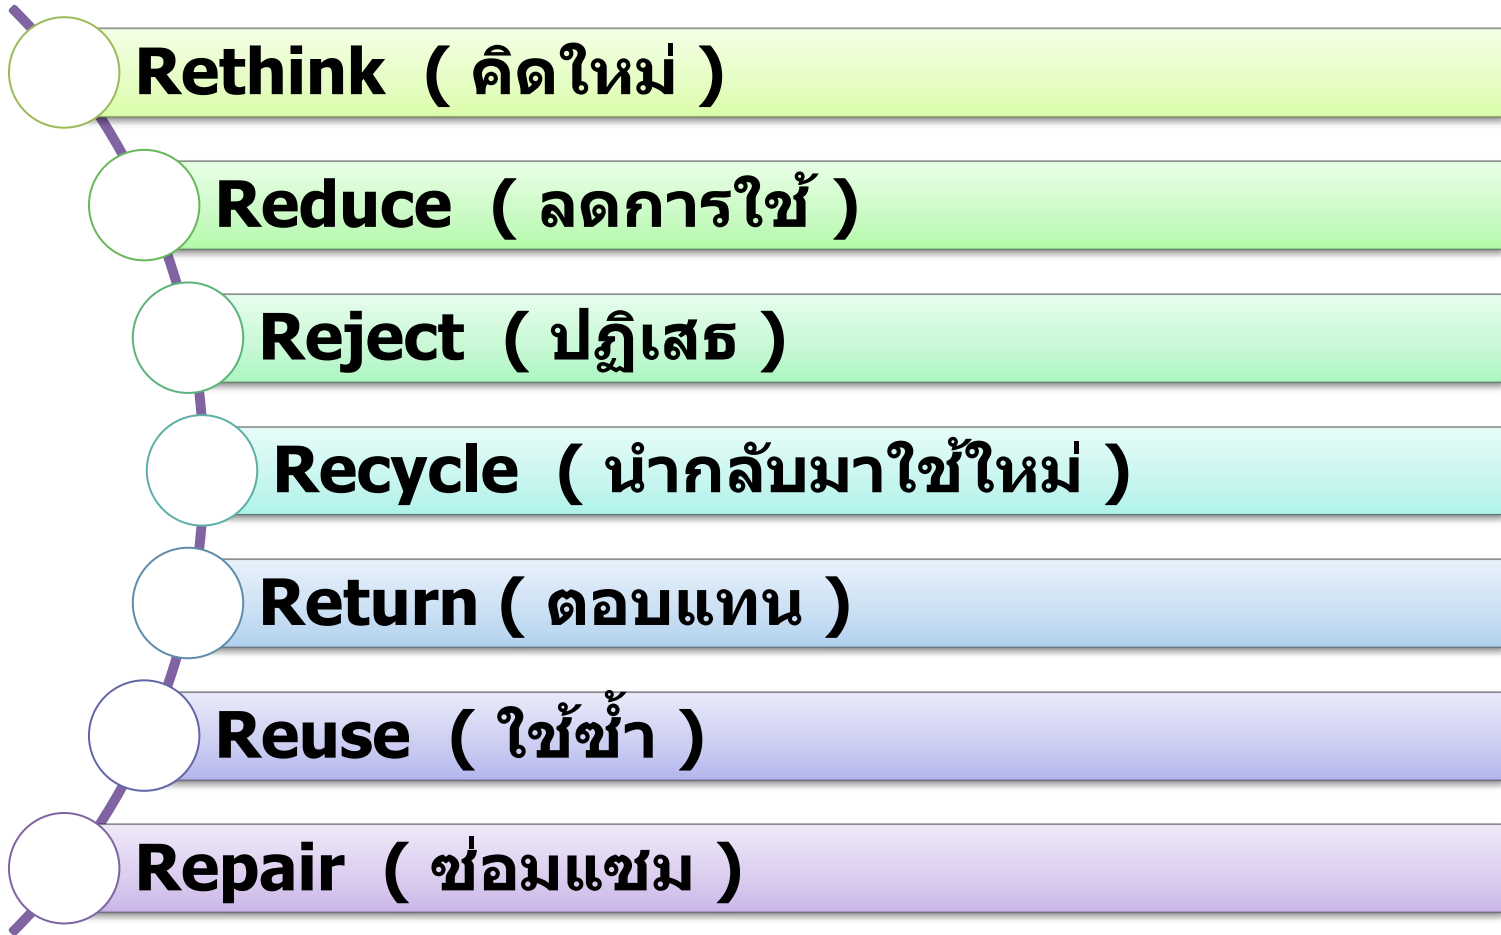 Rethink ( คิดใหม่ )
Reduce ( ลดการใช้ )
Reject ( ปฏิเสธ )
Recycle ( นำกลับมาใช้ใหม่ )
Return ( ตอบแทน )
Reuse ( ใช้ซ้ำ )
Repair ( ซ่อมแซม )